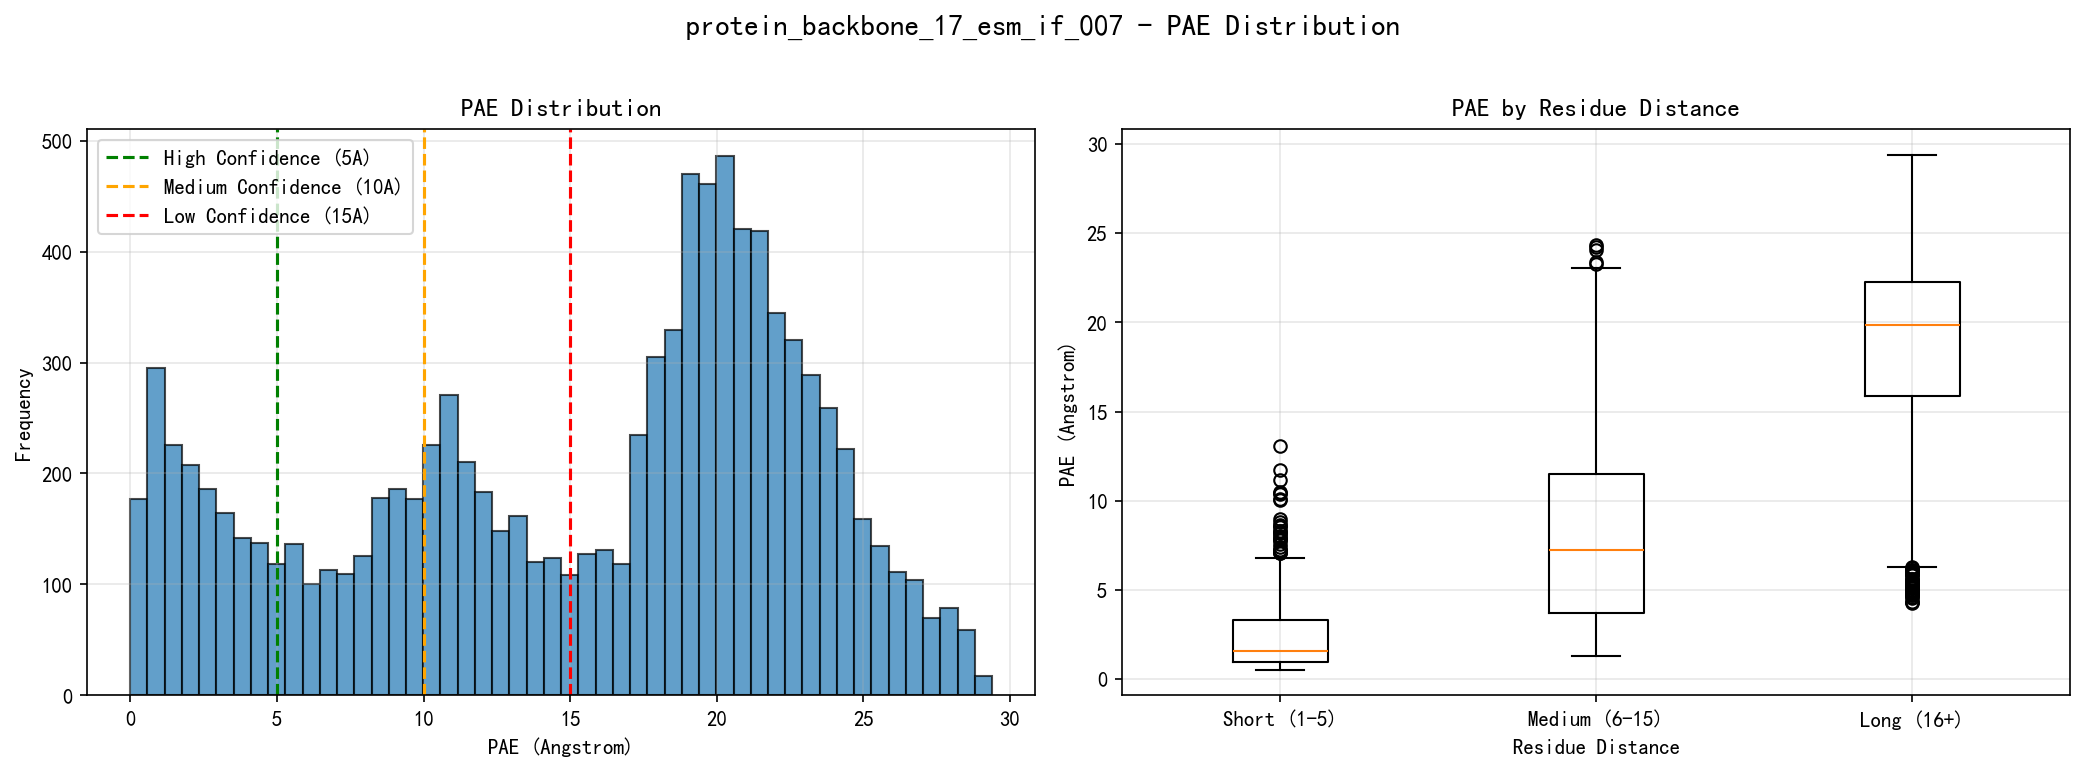 protein_backbone_17_esm_if_007 - PAE Distribution
PAE Distribution
500
400
300
200
100
0
Frequency
High Confidence (5A)
Medium Confidence (10A)
Low Confidence (15A)
0 5 10 15 20 25 30
PAE (Angstrom)
PAE by Residue Distance
30
25
20
15
10
5
0
PAE (Angstrom)
Short (1-5) Medium (6-15) Long (16+)
Residue Distance